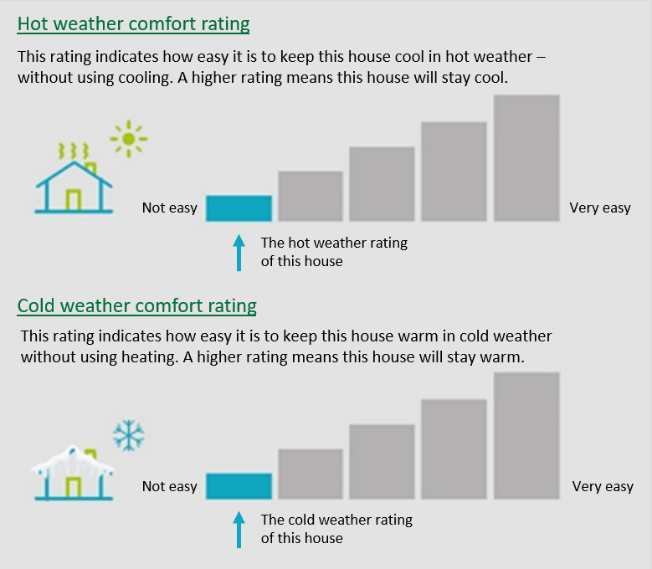 Hot weather comfort rating
This rating indicates how easy it is to keep this house cool in hot weather –
without using cooling. A higher rating means this house will stay cool.
Not easy
Very easy
The hot weather rating
of this house
Cold weather comfort rating
This rating indicates how easy it is to keep this house warm in cold weather
without using heating. A higher rating means this house will stay warm.
Not easy
Very easy
The cold weather rating
of this house